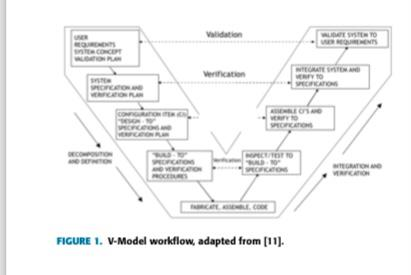 USER
REQUIREMENTS
SYSTEM CONCEPT
VALIDATION PLAN
Validation
VALIDATE SYSTEM TO
USER REQUIREMENTS
SYSTEM
SPECIFICATION AND
VERIFICATION PLAN
Verification
INTEGRATE SYSTEM AND
VERIFY TO
SPECIFICATIONS
CONFIGURATION ITEM (CI)
"DESIGN - TO"
SPECIFICATIONS AND
VERIFICATION PLAN
ASSEMBLE CI'S AND
VERIFY TO
SPECIFICATIONS
DECOMPOSITION
AND DEFINITION
"BUILD - TO"
SPECIFICATIONS
AND VERIFICATION
PROCEDURES
Verification
INSPECT/TEST TO
"BUILD - TO"
SPECIFICATIONS
INTEGRATION AND
VERIFICATION
FABRICATE, ASSEMBLE, CODE
FIGURE 1. V-Model workflow, adapted from [11].